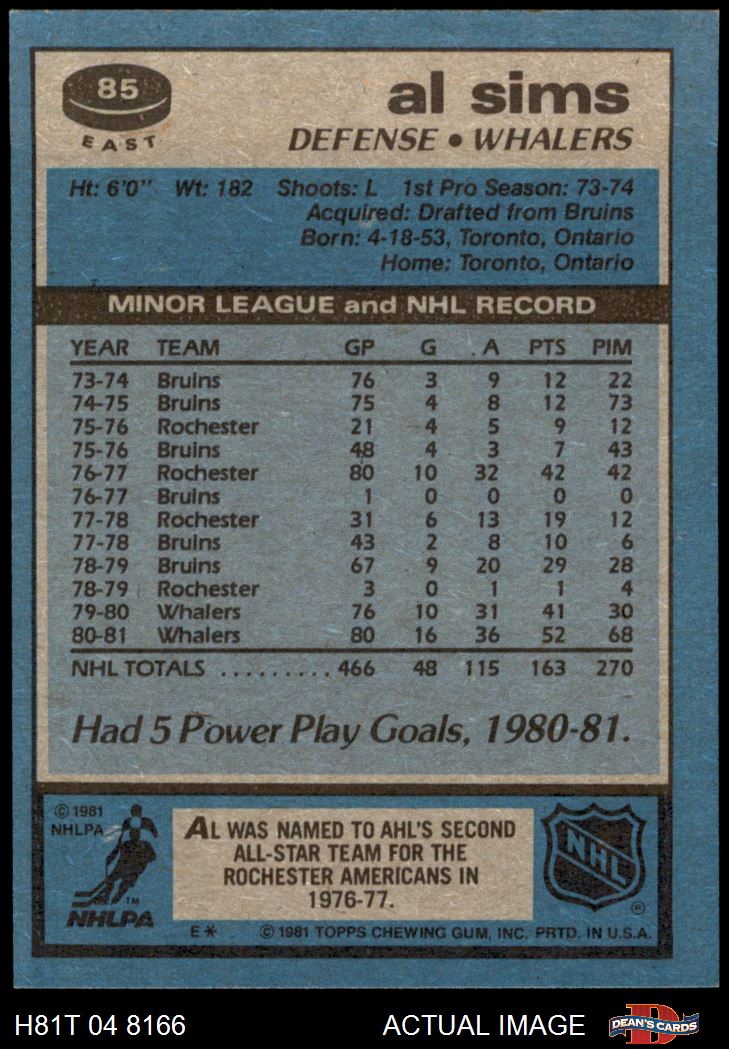 85
EAST
al sims
DEFENSE • WHALERS
Ht: 6'0" Wt: 182 Shoots: L 1st Pro Season: 73-74
Acquired: Drafted from Bruins
Born: 4-18-53, Toronto, Ontario
Home: Toronto, Ontario
MINOR LEAGUE and NHL RECORD
YEAR TEAM GP G A PTS PIM
73-74 Bruins 76 3 9 12 22
74-75 Bruins 75 4 8 12 73
75-76 Rochester 21 4 5 9 12
75-76 Bruins 48 4 3 7 43
76-77 Rochester 80 10 32 42 42
76-77 Bruins 1 0 0 0 0
77-78 Rochester 31 6 13 19 12
77-78 Bruins 43 2 8 10 6
78-79 Bruins 67 9 20 29 28
78-79 Rochester 3 0 1 1 4
79-80 Whalers 76 10 31 41 30
80-81 Whalers 80 16 36 52 68
NHL TOTALS ......... 466 48 115 163 270
Had 5 Power Play Goals, 1980-81.
© 1981
NHLPA
TM
NHLPA
AL WAS NAMED TO AHL'S SECOND
ALL-STAR TEAM FOR THE
ROCHESTER AMERICANS IN
1976-77.
NHL
®
E* © 1981 TOPPS CHEWING GUM, INC. PRTD. IN U.S.A.
H81T 04 8166 ACTUAL IMAGE
DEAN'S CARDS